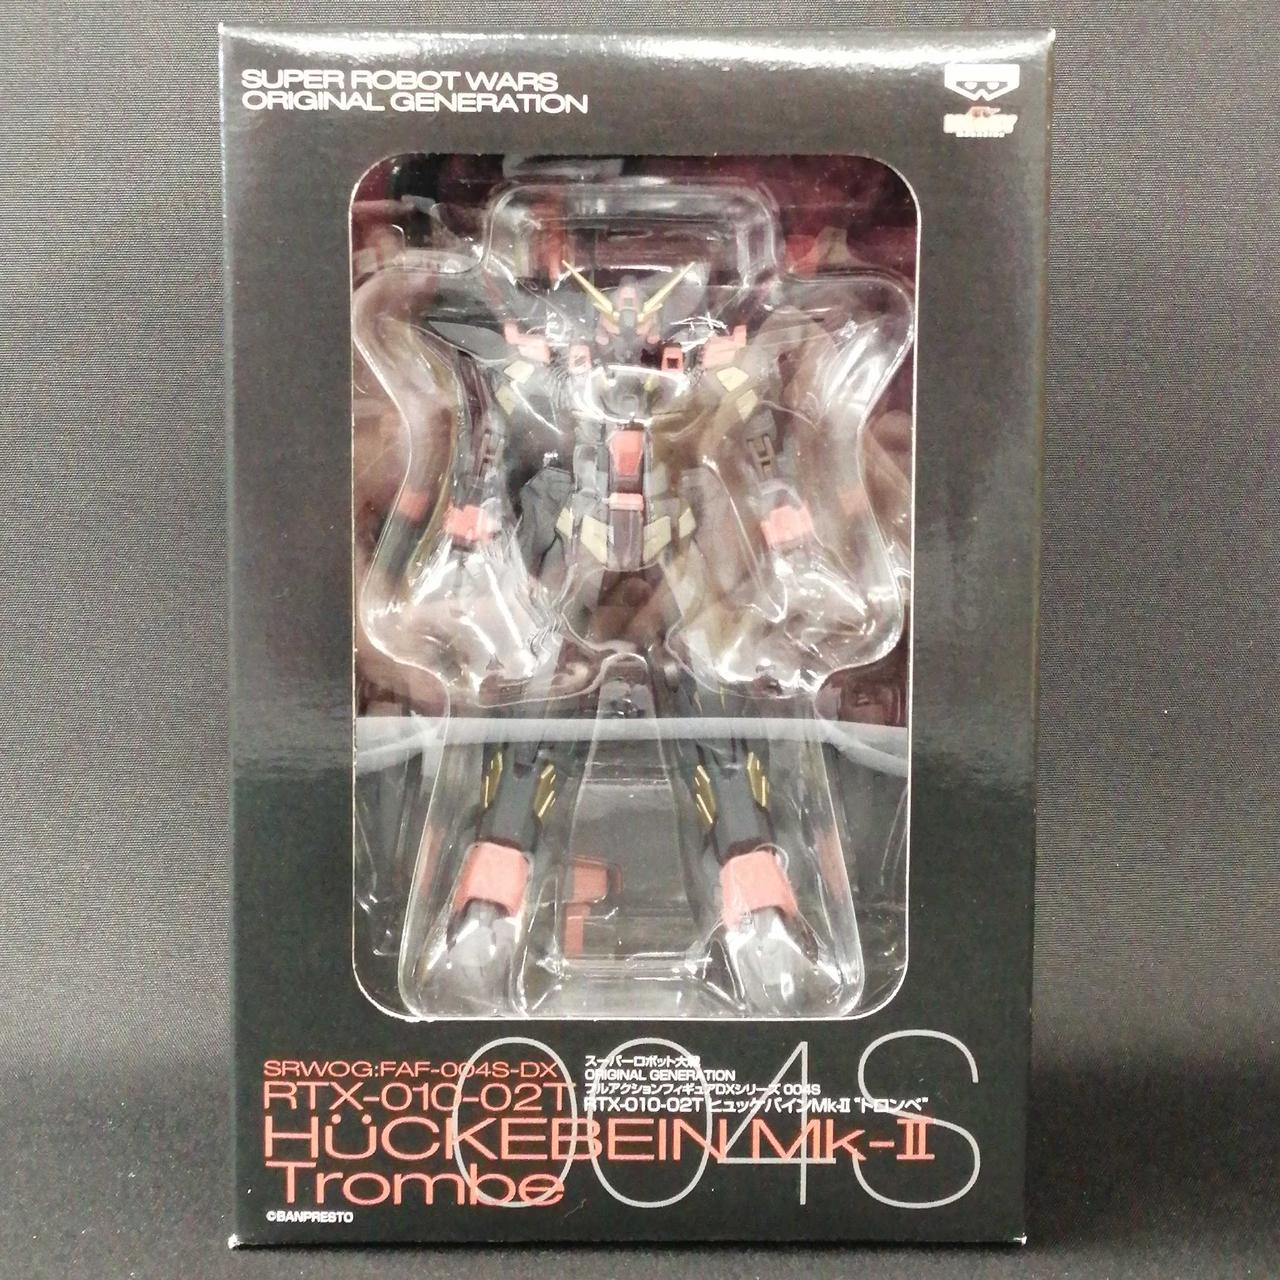 SUPER ROBOT WARS
ORIGINAL GENERATION
SRWOG:FAF-004S-DX
RTX-010-02T
HÜCKEBEIN Mk-II
Trombe
©BANPRESTO
スーパーロボット大戦
ORIGINAL GENERATION
フルアクションフィギュアDXシリーズ 004S
RTX-010-02T ヒュッケバインMk-II "トロンベ"
004S